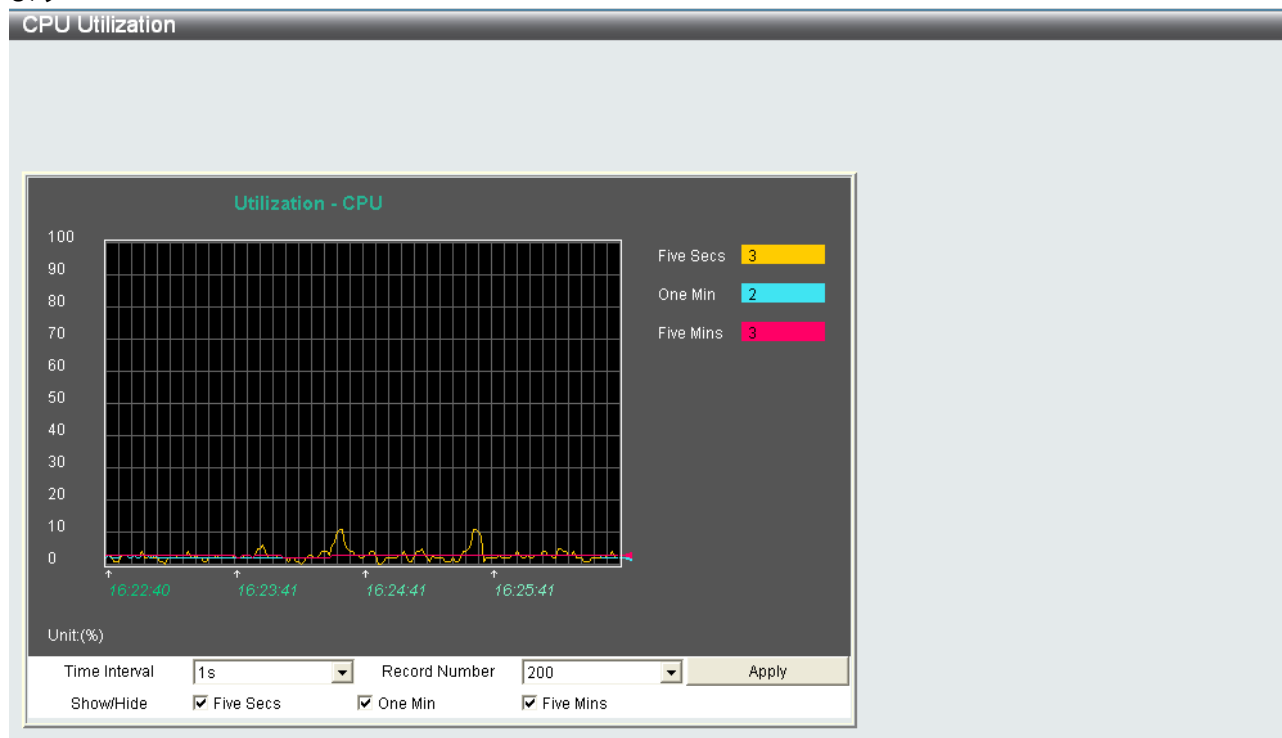 CPU Utilization
Utilization - CPU
100
90
80
70
60
50
40
30
20
10
0
Five Secs 3
One Min 2
Five Mins 3
16:22:40 16:23:41 16:24:41 16:25:41
Unit:(%)
Time Interval 1s Record Number 200 Apply
Show/Hide Five Secs One Min Five Mins